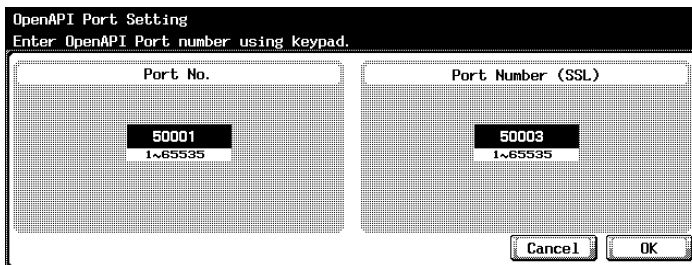 OpenAPI Port Setting
Enter OpenAPI Port number using keypad.
Port No.
Port Number (SSL)
50001
50003
1~65535
1~65535
Cancel
OK